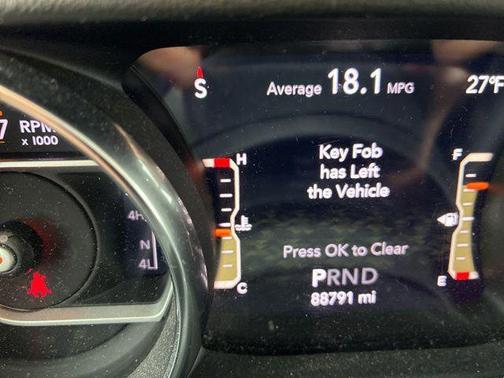 S
Average 18.1 MPG
27°F
7
RPM
x 1000
H
Key Fob
has Left
the Vehicle
F
4H
N
4L
Press OK to Clear
C
PRND
E
88791 mi